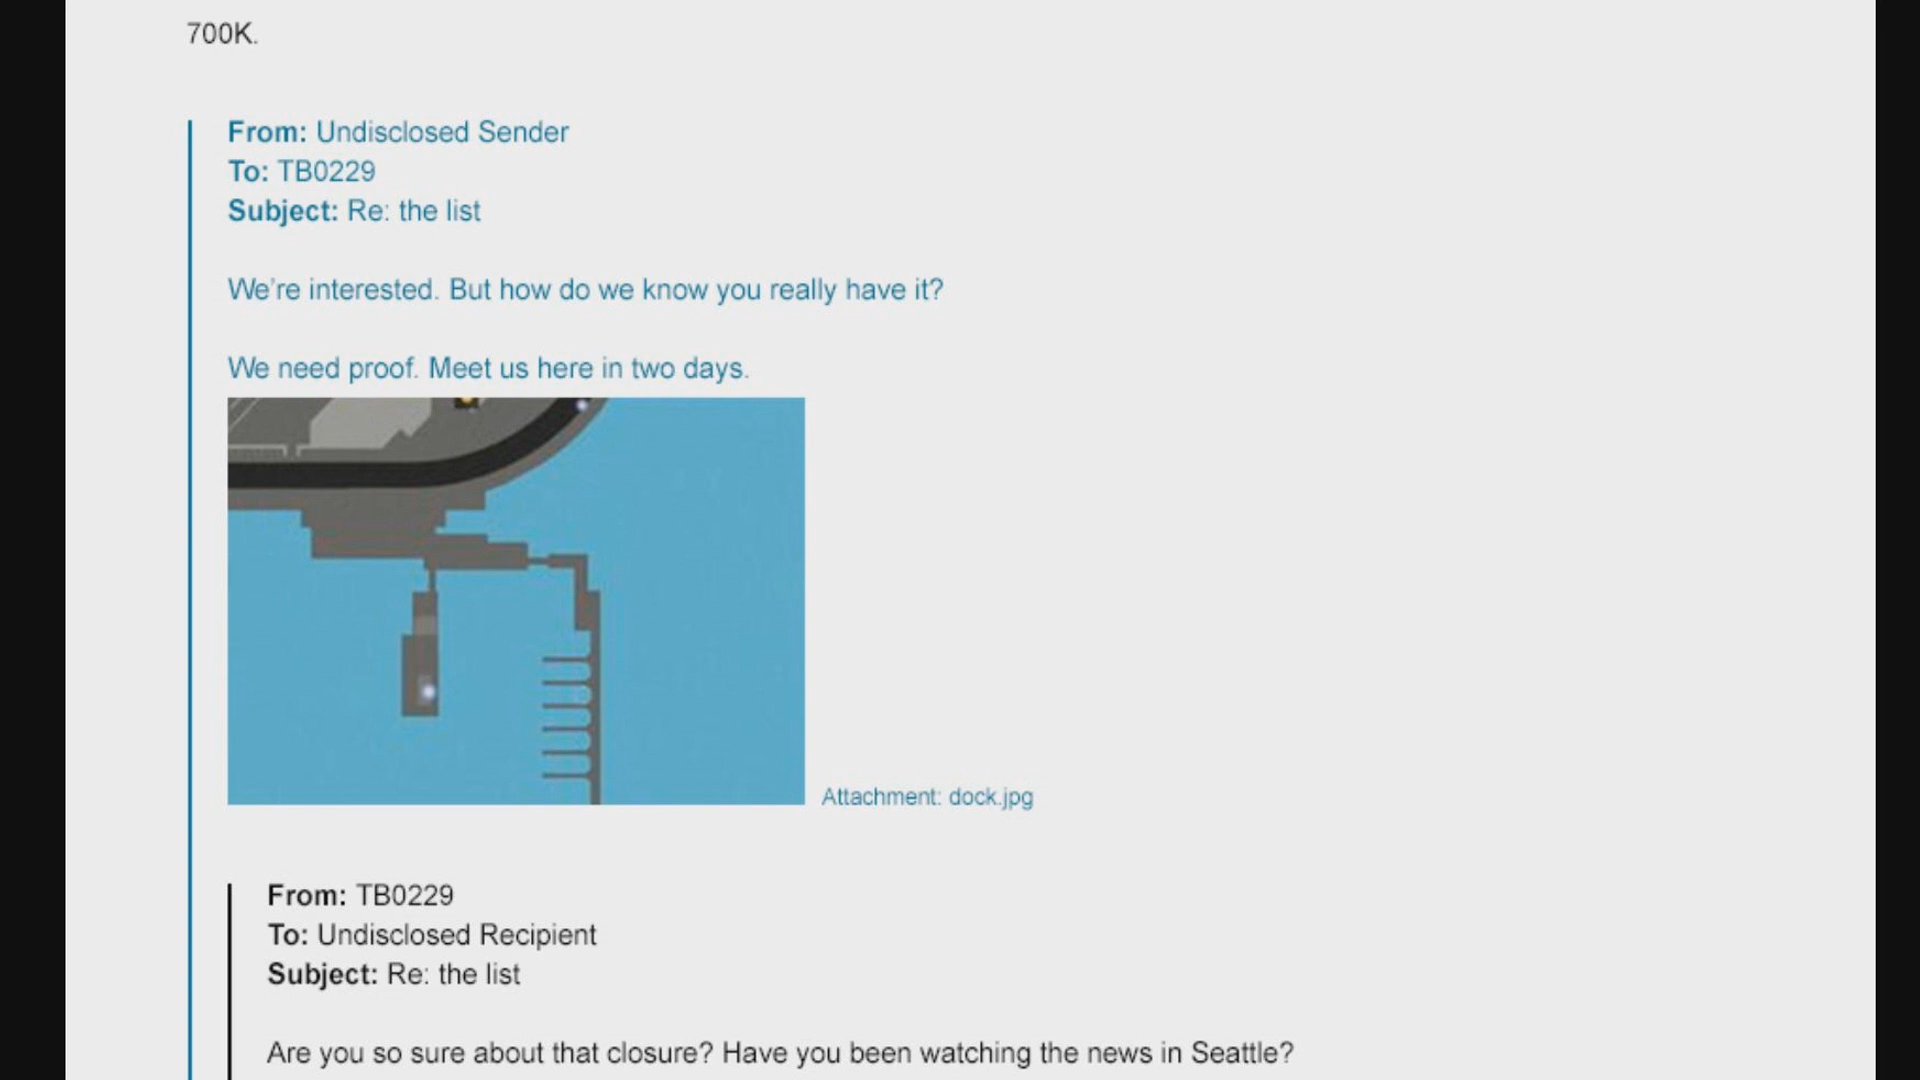 700K.
From: Undisclosed Sender
To: TB0229
Subject: Re: the list
We're interested. But how do we know you really have it?
We need proof. Meet us here in two days.
Attachment: dock.jpg
From: TB0229
To: Undisclosed Recipient
Subject: Re: the list
Are you so sure about that closure? Have you been watching the news in Seattle?